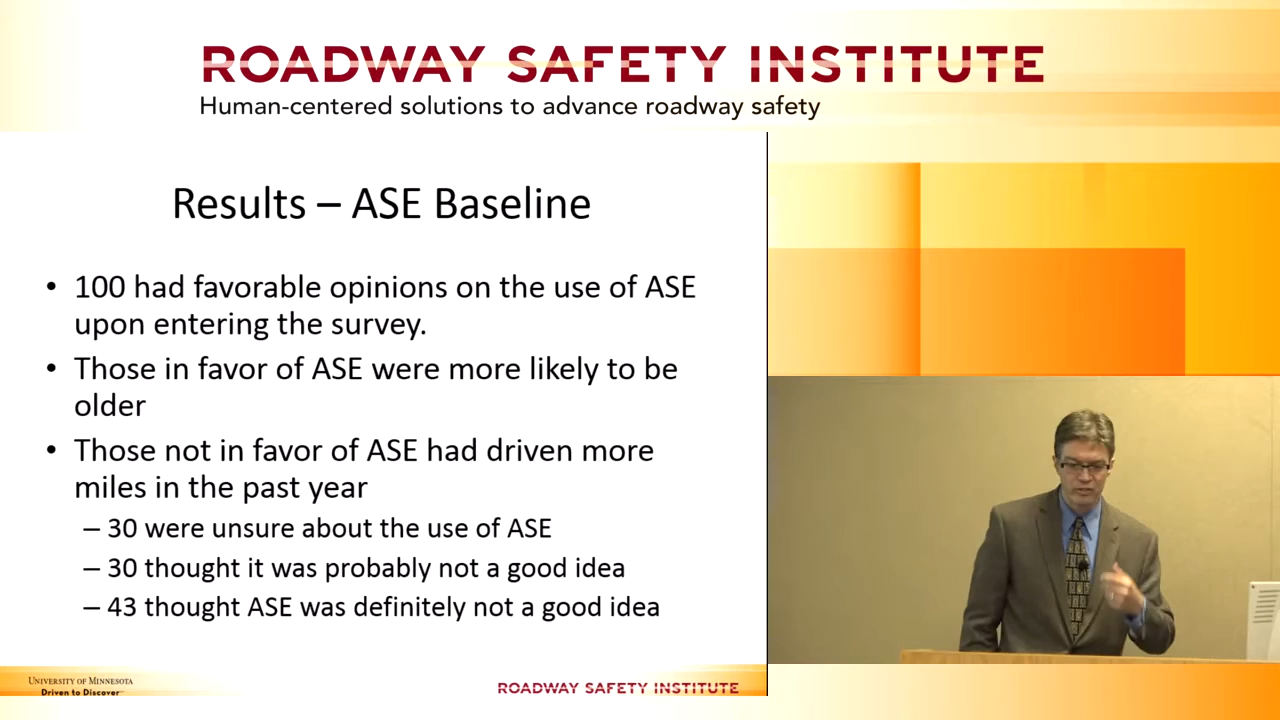 ROADWAY SAFETY INSTITUTE
Human-centered solutions to advance roadway safety
Results – ASE Baseline
• 100 had favorable opinions on the use of ASE
upon entering the survey.
• Those in favor of ASE were more likely to be
older
• Those not in favor of ASE had driven more
miles in the past year
– 30 were unsure about the use of ASE
– 30 thought it was probably not a good idea
– 43 thought ASE was definitely not a good idea
UNIVERSITY OF MINNESOTA
Driven to Discover
ROADWAY SAFETY INSTITUTE